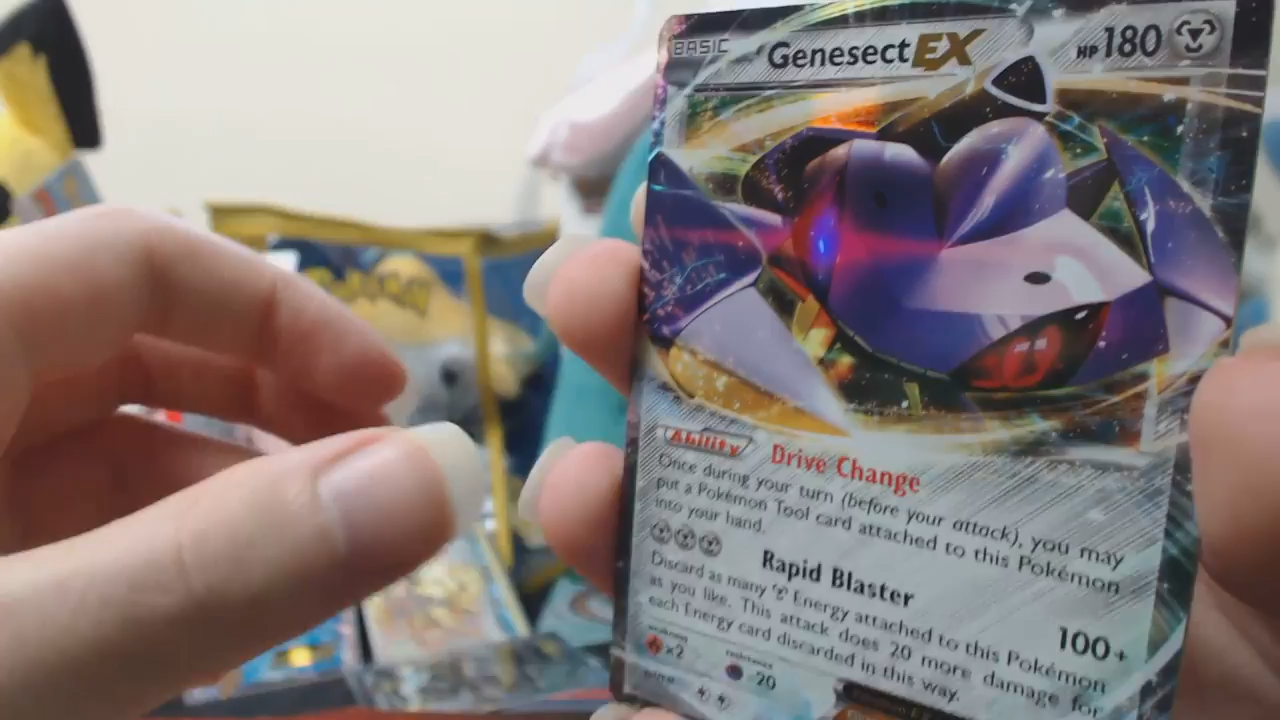 BASIC Genesect EX HP 180
Ability Drive Change
Once during your turn (before your attack), you may
put a Pokémon Tool card attached to this Pokémon
into your hand.
Rapid Blaster 100+
Discard as many Energy attached to this Pokémon
as you like. This attack does 20 more damage for
each Energy card discarded in this way.
weakness x2 resistance -20